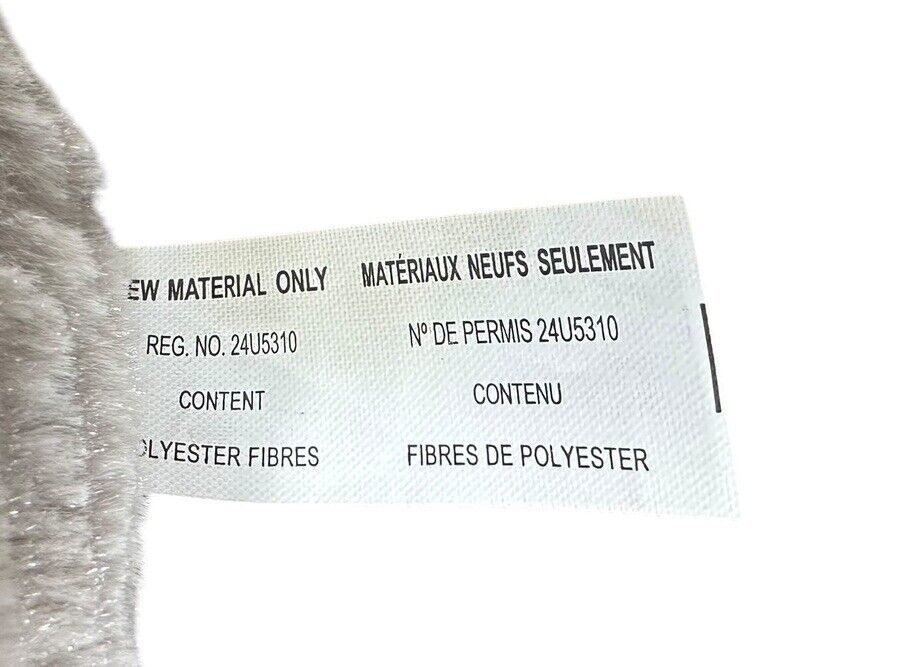 EW MATERIAL ONLY MATÉRIAUX NEUFS SEULEMENT
REG. NO. 24U5310 Nº DE PERMIS 24U5310
CONTENT CONTENU
OLYESTER FIBRES FIBRES DE POLYESTER